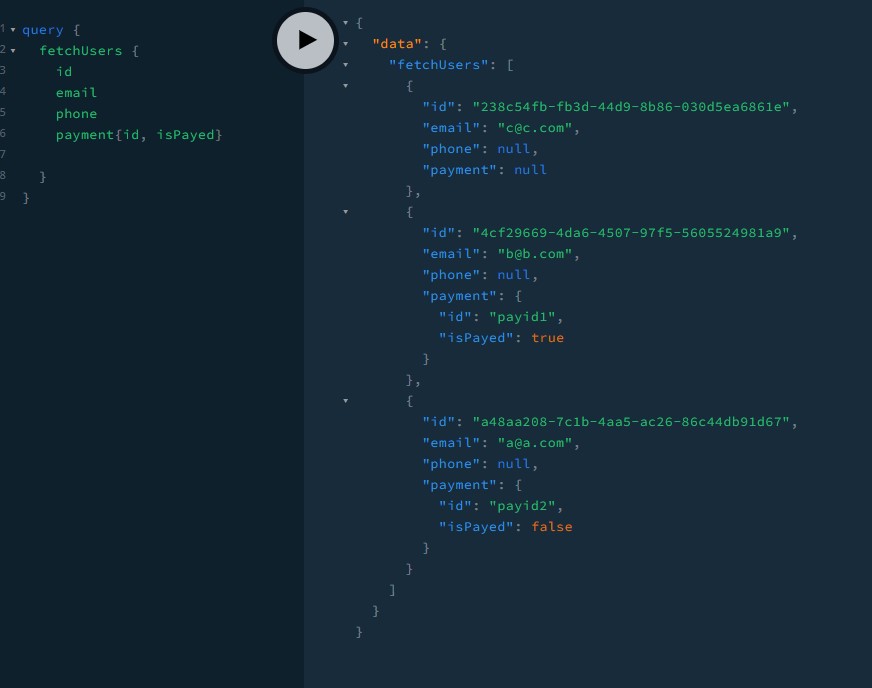 1 query {
2 fetchUsers {
3 id
4 email
5 phone
6 payment{id, isPayed}
7
8 }
9 }
{
"data": {
"fetchUsers": [
{
"id": "238c54fb-fb3d-44d9-8b86-030d5ea6861e",
"email": "c@c.com",
"phone": null,
"payment": null
},
{
"id": "4cf29669-4da6-4507-97f5-5605524981a9",
"email": "b@b.com",
"phone": null,
"payment": {
"id": "payid1",
"isPayed": true
}
},
{
"id": "a48aa208-7c1b-4aa5-ac26-86c44db91d67",
"email": "a@a.com",
"phone": null,
"payment": {
"id": "payid2",
"isPayed": false
}
}
]
}
}